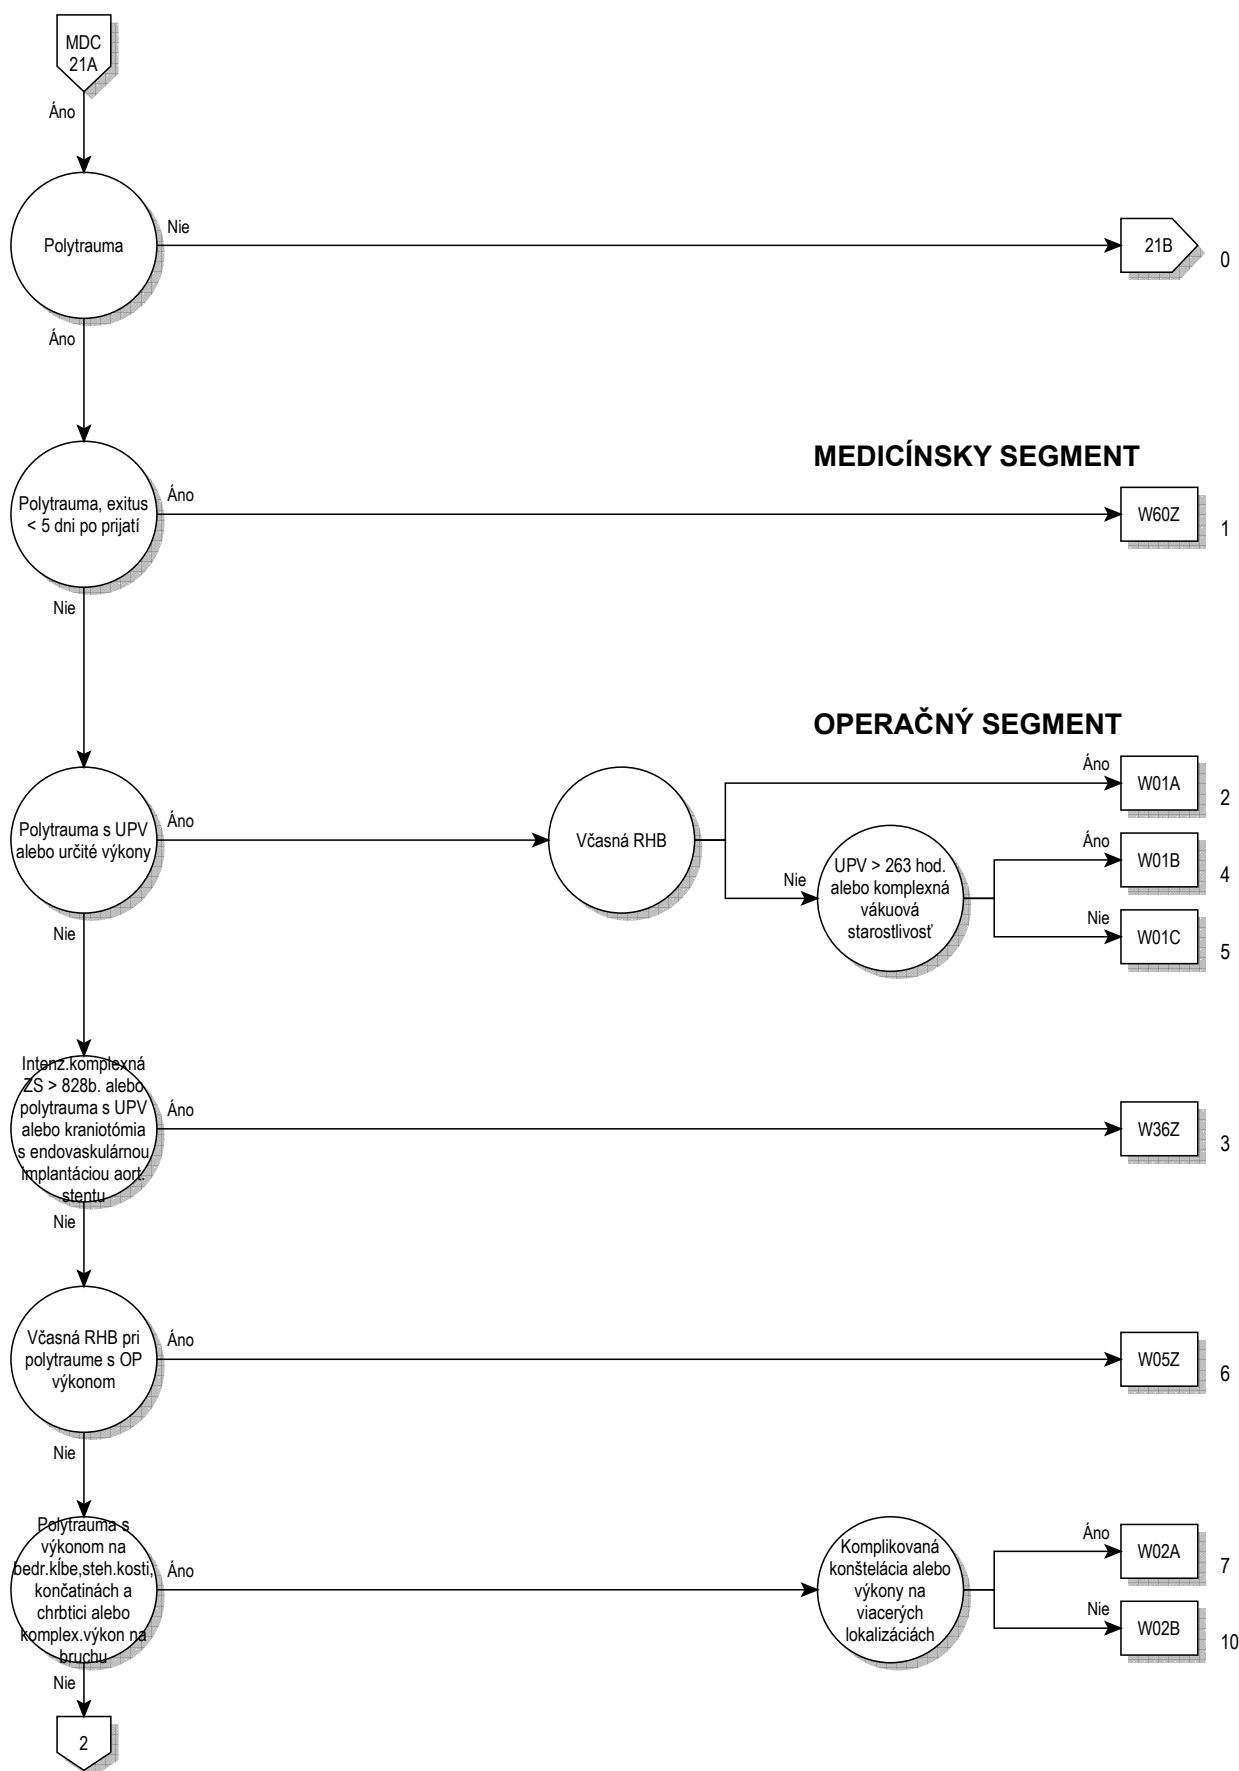 MDC
21A
Áno
Polytrauma
Nie
21B
0
Áno
MEDICÍNSKY SEGMENT
Polytrauma, exitus
< 5 dni po prijatí
Áno
W60Z
1
Nie
OPERAČNÝ SEGMENT
Polytrauma s UPV
alebo určité výkony
Áno
Včasná RHB
Áno
W01A
2
Nie
UPV > 263 hod.
alebo komplexná
vákuová
starostlivosť
Áno
W01B
4
Nie
W01C
5
Nie
Intenz.komplexná
ZS > 828b. alebo
polytrauma s UPV
alebo kraniotómia
s endovaskulárnou
implantáciou aort.
stentu
Áno
W36Z
3
Nie
Včasná RHB pri
polytraume s OP
výkonom
Áno
W05Z
6
Nie
Polytrauma s
výkonom na
bedr.kĺbe,steh.kosti,
končatinách a
chrbtici alebo
komplex.výkon na
bruchu
Áno
Komplikovaná
konštelácia alebo
výkony na
viacerých
lokalizáciách
Áno
W02A
7
Nie
W02B
10
Nie
2